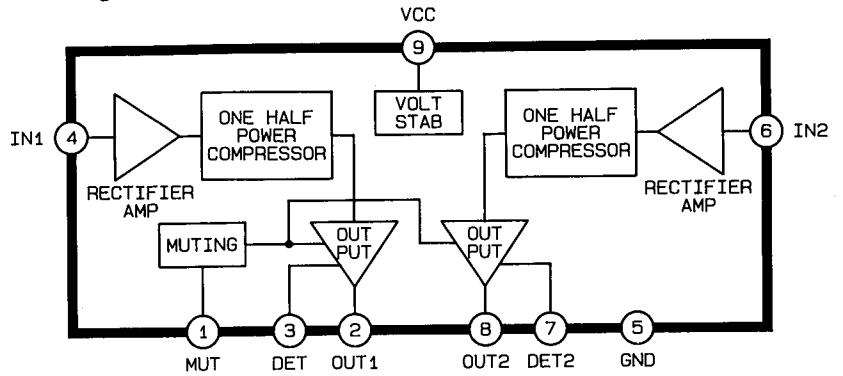 VCC
9
VOLT
STAB
ONE HALF
POWER
COMPRESSOR
ONE HALF
POWER
COMPRESSOR
IN1
4
6
IN2
RECTIFIER
AMP
RECTIFIER
AMP
MUTING
OUT
PUT
OUT
PUT
1
3
2
8
7
5
MUT
DET
OUT1
OUT2
DET2
GND